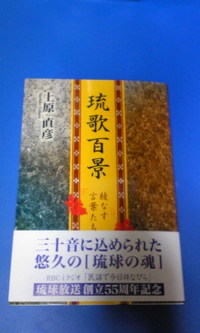 琉歌百景
綾なす
言葉たち
上原直彦
三十音に込められた
悠久の「琉球の魂」
RBCiラジオ「民謡で今日拝なびら」
琉球放送 創立55周年記念